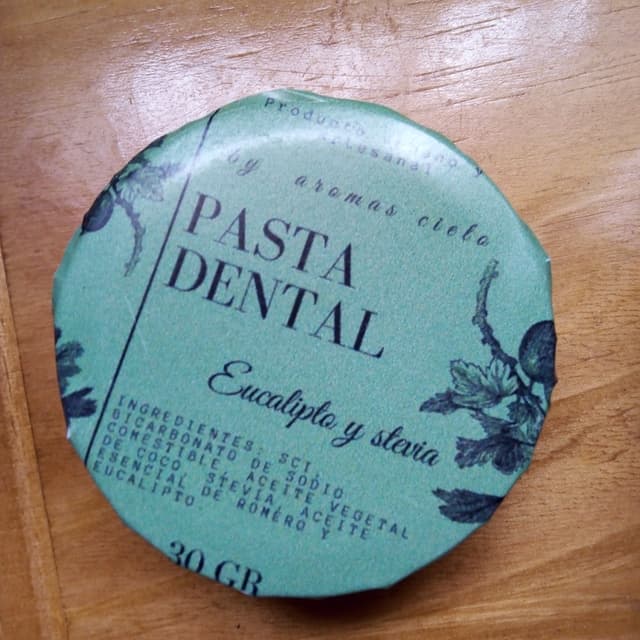 Producto y
artesanal
by aromas cielo
PASTA
DENTAL
Eucalipto y stevia
INGREDIENTES: SCI,
BICARBONATO DE SODIO
COMESTIBLE, ACEITE VEGETAL
DE COCO, STEVIA, ACEITE
ESENCIAL DE ROMERO Y
EUCALIPTO.
30 GR